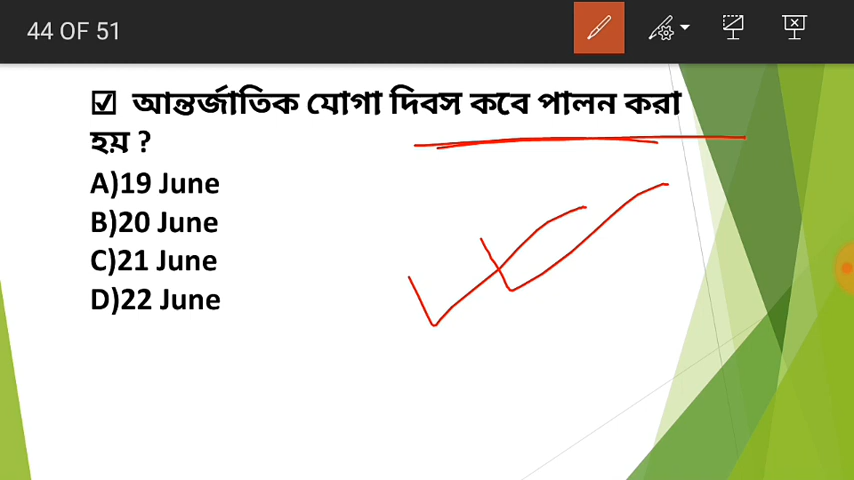 44 OF 51
☑ আন্তর্জাতিক যোগা দিবস কবে পালন করা
হয় ?
A)19 June
B)20 June
C)21 June
D)22 June